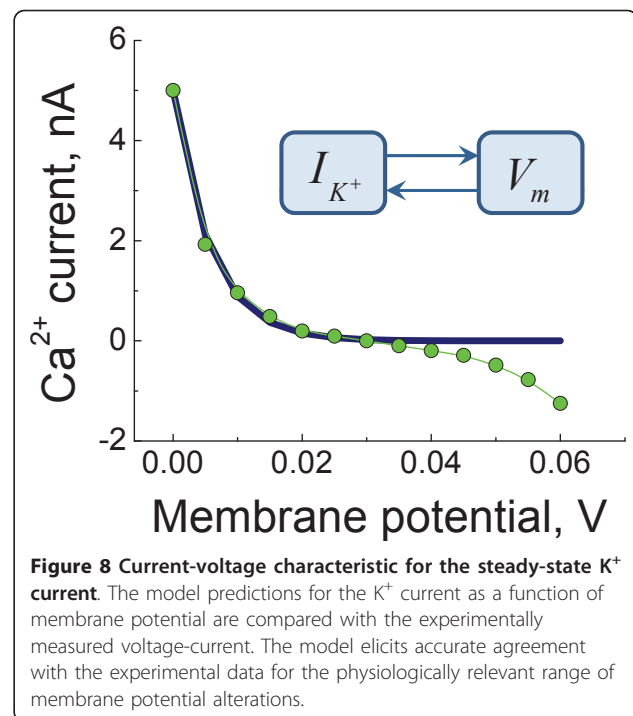 6
4
2
0
-2
Ca²⁺ current, nA
I_K⁺
V_m
0.00 0.02 0.04 0.06
Membrane potential, V
Figure 8 Current-voltage characteristic for the steady-state K⁺
current. The model predictions for the K⁺ current as a function of
membrane potential are compared with the experimentally
measured voltage-current. The model elicits accurate agreement
with the experimental data for the physiologically relevant range of
membrane potential alterations.